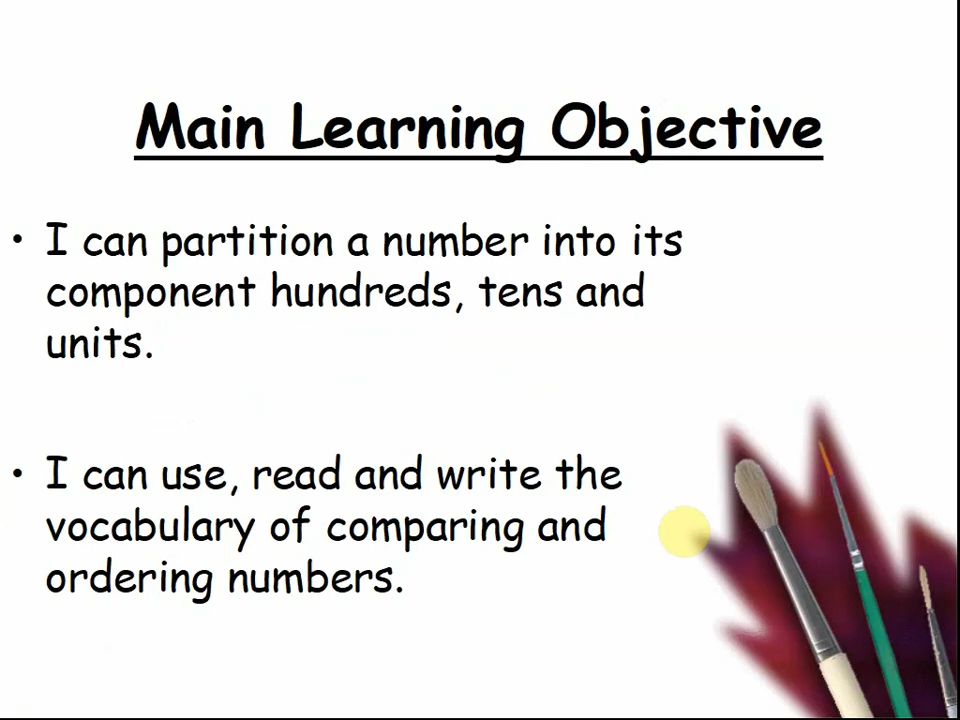 Main Learning Objective
• I can partition a number into its
component hundreds, tens and
units.
• I can use, read and write the
vocabulary of comparing and
ordering numbers.